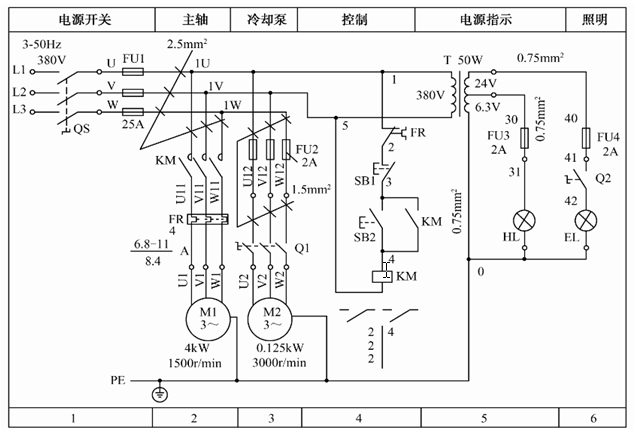 电源开关 主轴 冷却泵 控制 电源指示 照明
3-50Hz
380V
2.5mm²
L1 U FU1 1U
L2 V 1V
L3 W 25A 1W
QS
T 50W 0.75mm²
380V 24V
6.3V
1
5
30
FU3
2A
0.75mm²
40
FU4
2A
FR
2
SB1
3
KM
U11
V11
W11
U12
V12
W12
FU2
2A
1.5mm²
31
41
Q2
42
FR
4
SB2
KM
0.75mm²
HL
EL
6.8-11
8.4
A
Q1
4
KM
0
U1
V1
W1
U2
V2
W2
M1
3～
M2
3～
4kW
1500r/min
0.125kW
3000r/min
2 4
2
2
PE
1 2 3 4 5 6